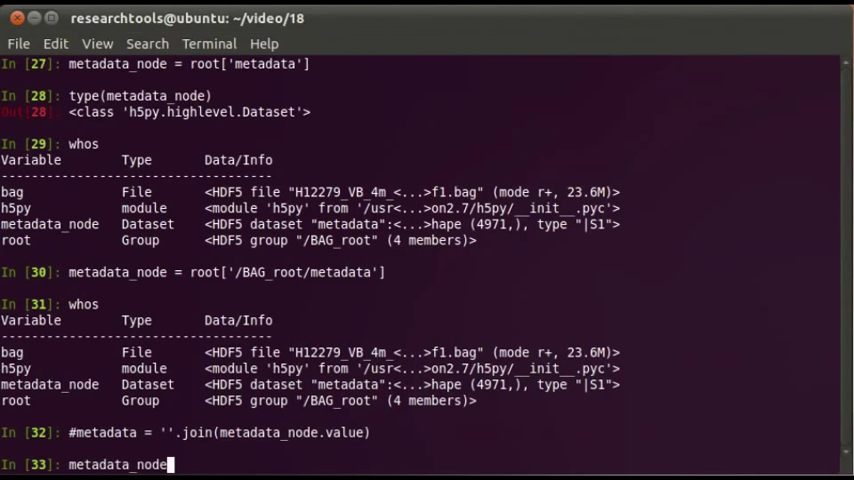 researchtools@ubuntu: ~/video/18
File Edit View Search Terminal Help
In [27]: metadata_node = root['metadata']
In [28]: type(metadata_node)
Out[28]: <class 'h5py.highlevel.Dataset'>
In [29]: whos
Variable Type Data/Info
-----------------------------------
bag File <HDF5 file "H12279_VB_4m_<...>f1.bag" (mode r+, 23.6M)>
h5py module <module 'h5py' from '/usr<...>on2.7/h5py/__init__.pyc'>
metadata_node Dataset <HDF5 dataset "metadata":<...>hape (4971,), type "|S1">
root Group <HDF5 group "/BAG_root" (4 members)>
In [30]: metadata_node = root['/BAG_root/metadata']
In [31]: whos
Variable Type Data/Info
-----------------------------------
bag File <HDF5 file "H12279_VB_4m_<...>f1.bag" (mode r+, 23.6M)>
h5py module <module 'h5py' from '/usr<...>on2.7/h5py/__init__.pyc'>
metadata_node Dataset <HDF5 dataset "metadata":<...>hape (4971,), type "|S1">
root Group <HDF5 group "/BAG_root" (4 members)>
In [32]: #metadata = ''.join(metadata_node.value)
In [33]: metadata_node